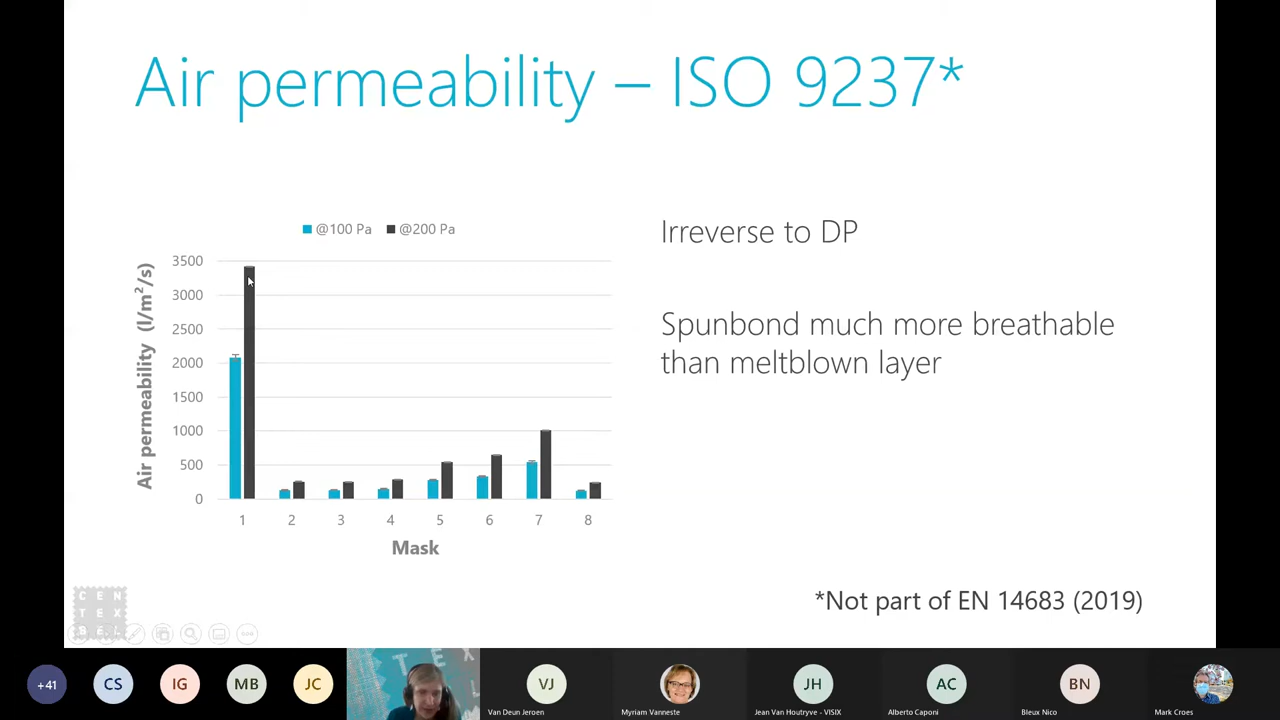 Air permeability – ISO 9237*
@100 Pa @200 Pa
Air permeability (l/m²/s)
3500
3000
2500
2000
1500
1000
500
0
1 2 3 4 5 6 7 8
Mask
Irreverse to DP
Spunbond much more breathable
than meltblown layer
*Not part of EN 14683 (2019)
CEN
TEX
BEL
+41 CS IG MB JC T E X VJ JH AC BN
Van Deun Jeroen
Myriam Vanneste
Jean Van Houtryve - VISIX
Alberto Caponi
Bleux Nico
Mark Croes